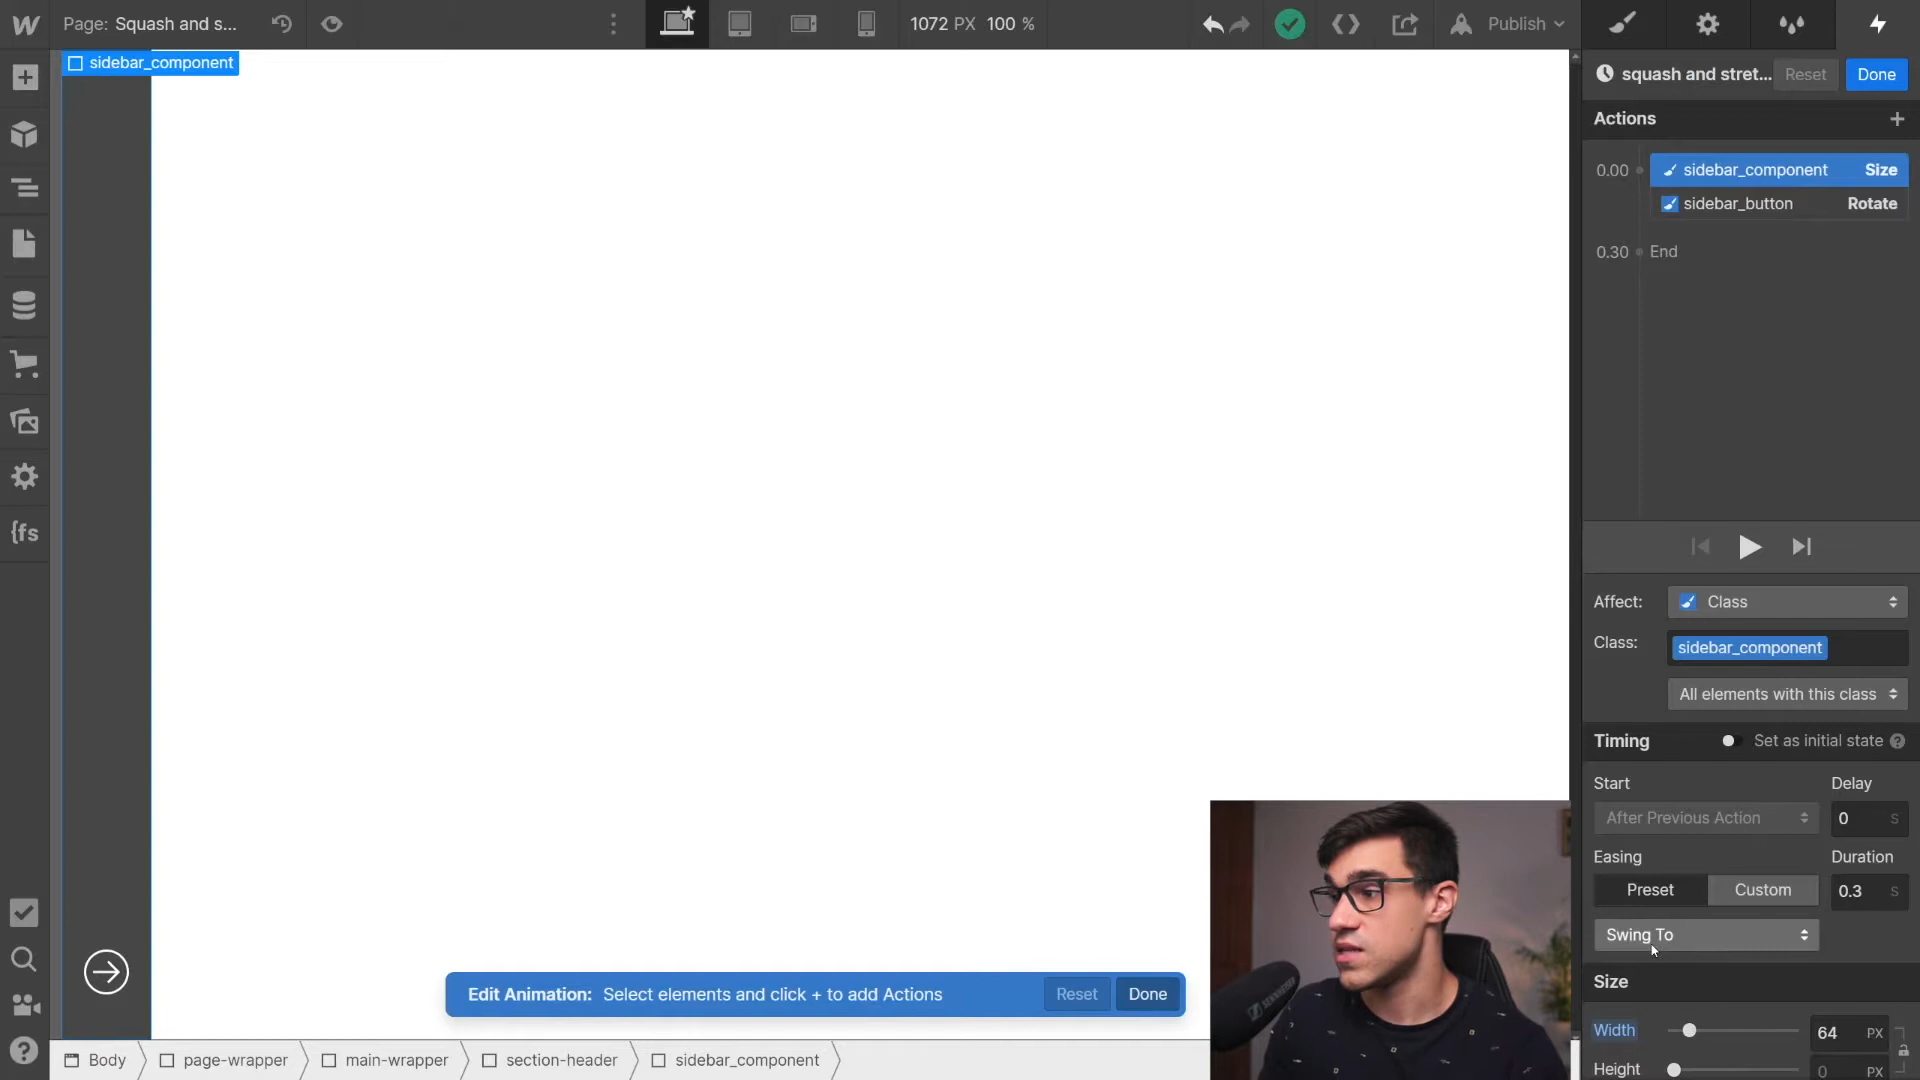 Page: Squash and s...
1072 PX 100 %
Publish
sidebar_component
squash and stret...
Reset
Done
Actions
0.00
sidebar_component Size
sidebar_button Rotate
0.30 End
Affect: Class
Class: sidebar_component
All elements with this class
Timing
Set as initial state
Start
Delay
After Previous Action
0 S
Easing
Duration
Preset
Custom
0.3 S
Swing To
Size
Width 64 PX
Height 0 PX
{fs
Edit Animation: Select elements and click + to add Actions
Reset
Done
Body
page-wrapper
main-wrapper
section-header
sidebar_component
SENNHEISER